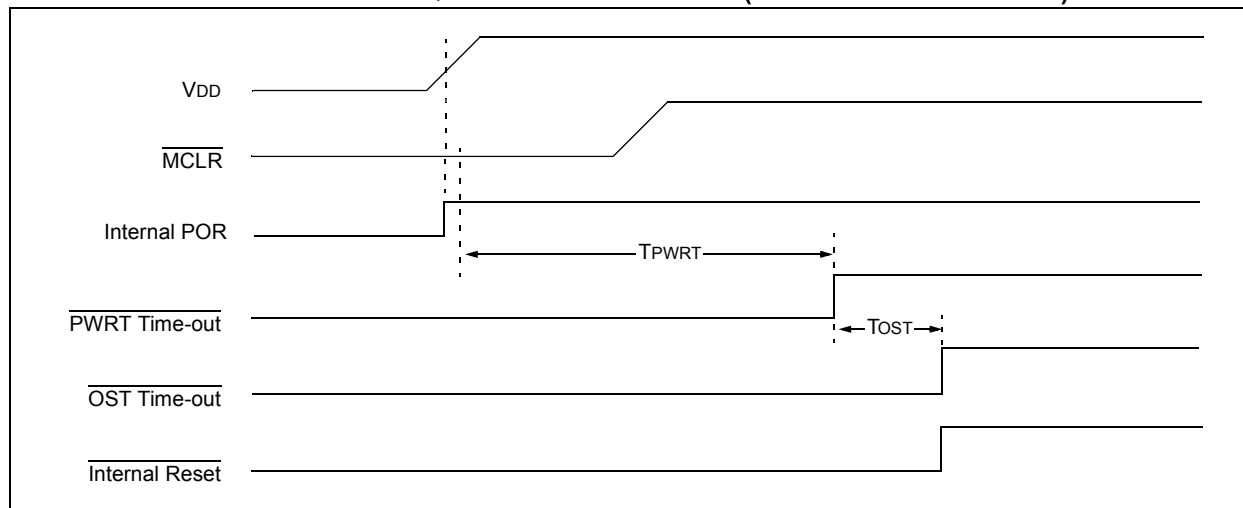 VDD
MCLR
Internal POR
TPWRT
PWRT Time-out
TOST
OST Time-out
Internal Reset